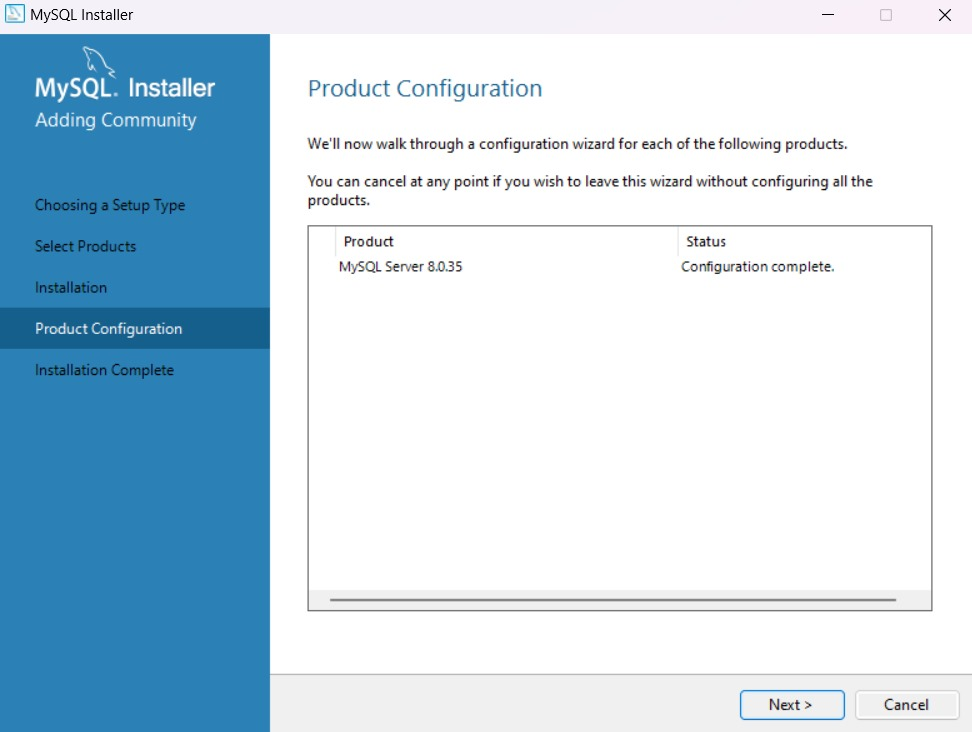 MySQL Installer
MySQL. Installer
Adding Community
Choosing a Setup Type
Select Products
Installation
Product Configuration
Installation Complete
Product Configuration
We'll now walk through a configuration wizard for each of the following products.
You can cancel at any point if you wish to leave this wizard without configuring all the
products.
Product Status
MySQL Server 8.0.35 Configuration complete.
Next > Cancel